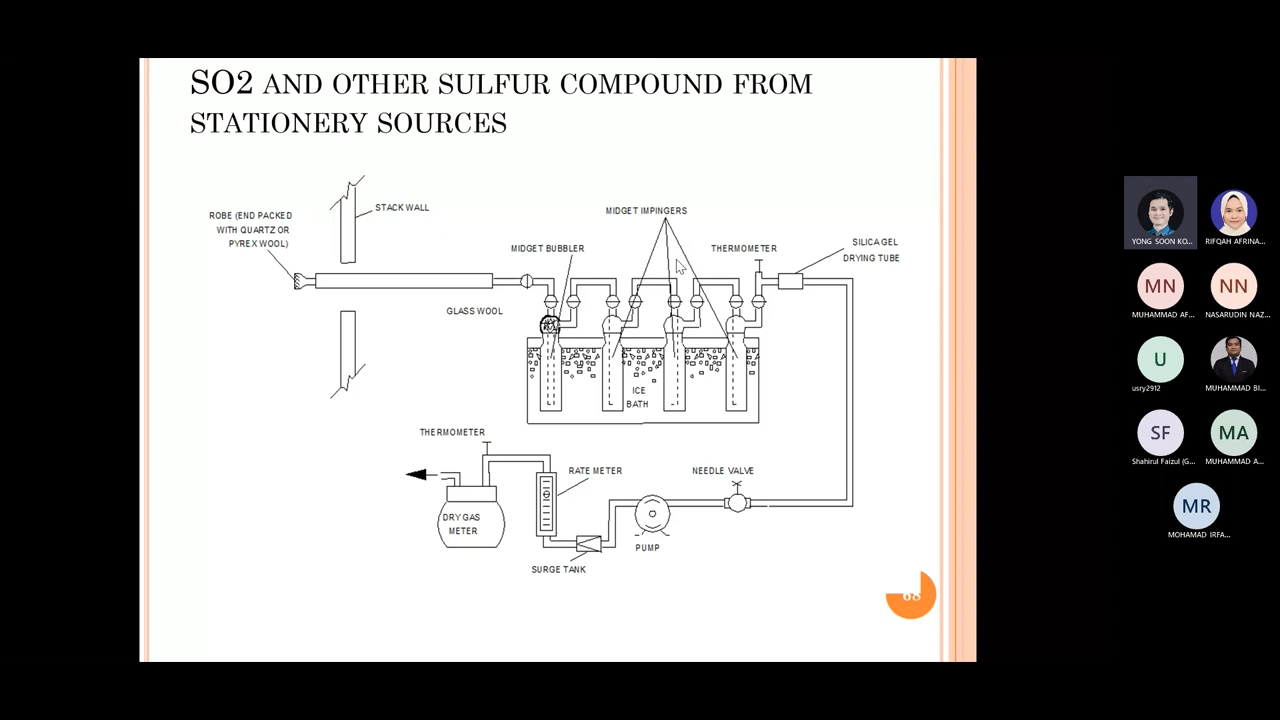 SO2 AND OTHER SULFUR COMPOUND FROM
STATIONERY SOURCES
ROBE (END PACKED
WITH QUARTZ OR
PYREX WOOL)
STACK WALL
MIDGET IMPINGERS
MIDGET BUBBLER
THERMOMETER
SILICA GEL
DRYING TUBE
GLASS WOOL
ICE
BATH
THERMOMETER
RATE METER
NEEDLE VALVE
DRY GAS
METER
PUMP
SURGE TANK
68
YONG SOON KO...
RIFQAH AFRINA...
MN
MUHAMMAD AF...
NN
NASARUDIN NAZ...
U
usry2912
MUHAMMAD BI...
SF
Shahirul Faizul (G...
MA
MUHAMMAD A...
MR
MOHAMAD IRFA...